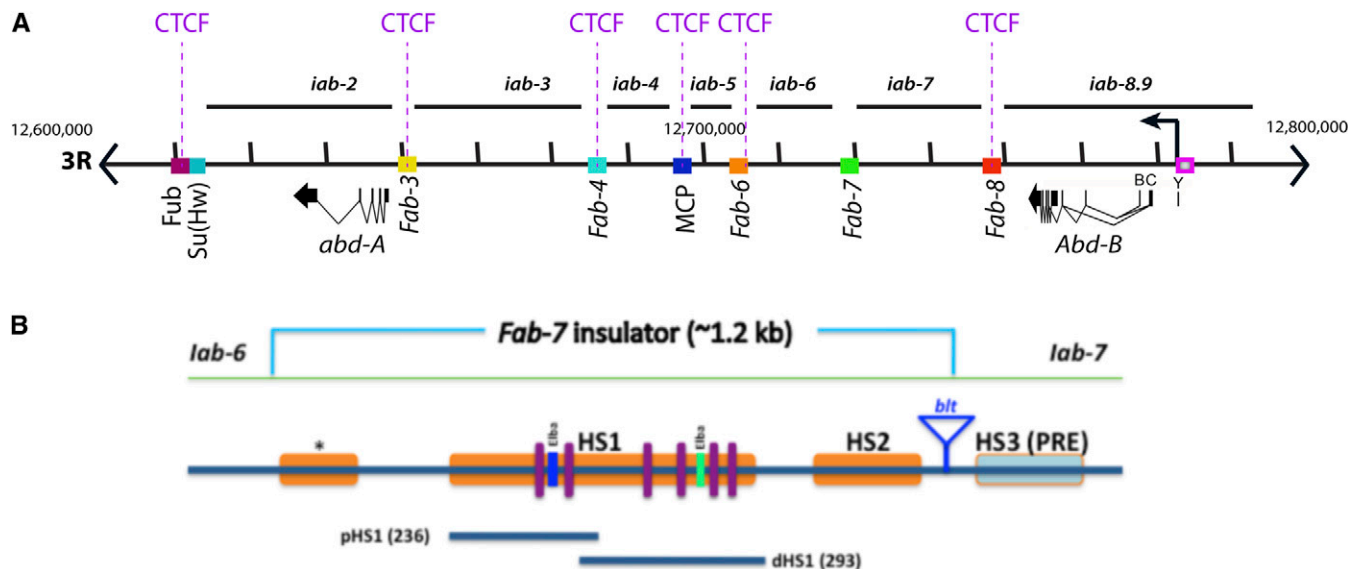 A
CTCF CTCF CTCF CTCF CTCF CTCF
iab-2 iab-3 iab-4 iab-5 iab-6 iab-7 iab-8.9
12,600,000 12,700,000 12,800,000
3R
BC Y
I
Fub Su(Hw) abd-A Fab-3 Fab-4 MCP Fab-6 Fab-7 Fab-8 Abd-B
B
Iab-6 Fab-7 insulator (~1.2 kb) Iab-7
blt
* Elba HS1 Elba HS2 HS3 (PRE)
pHS1 (236)
dHS1 (293)